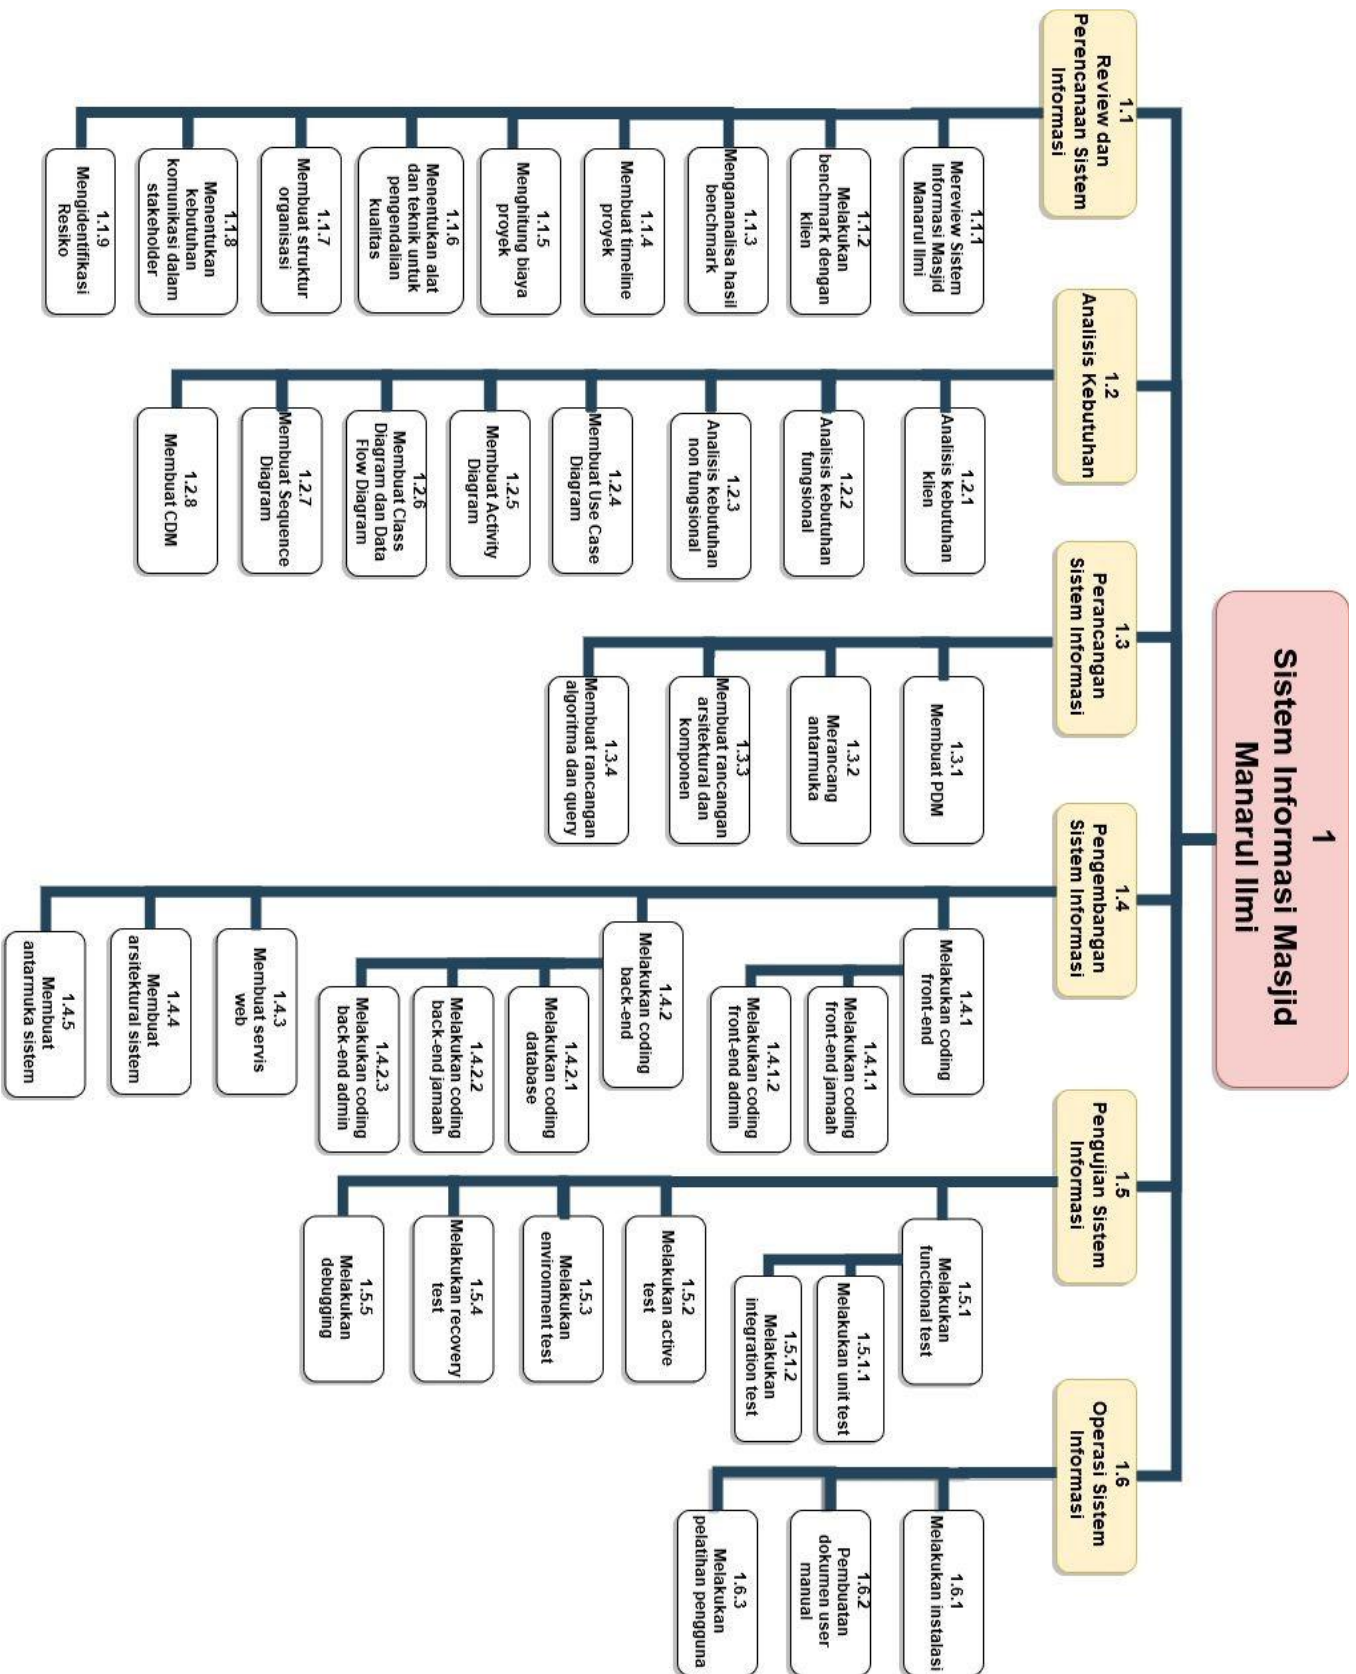 1
Sistem Informasi Masjid
Manarul Ilmi
1.1
Review dan
Perencanaan Sistem
Informasi
1.1.1
Mereview Sistem
Informasi Masjid
Manarul Ilmi
1.1.2
Melakukan
benchmark dengan
klien
1.1.3
Mengananalisa hasil
benchmark
1.1.4
Membuat timeline
proyek
1.1.5
Menghitung biaya
proyek
1.1.6
Menentukan alat
dan teknik untuk
pengendalian
kualitas
1.1.7
Membuat struktur
organisasi
1.1.8
Menentukan
kebutuhan
komunikasi dalam
stakeholder
1.1.9
Mengidentifikasi
Resiko
1.2
Analisis Kebutuhan
1.2.1
Analisis kebutuhan
klien
1.2.2
Analisis kebutuhan
fungsional
1.2.3
Analisis kebutuhan
non fungsional
1.2.4
Membuat Use Case
Diagram
1.2.5
Membuat Activity
Diagram
1.2.6
Membuat Class
Diagram dan Data
Flow Diagram
1.2.7
Membuat Sequence
Diagram
1.2.8
Membuat CDM
1.3
Perancangan
Sistem Informasi
1.3.1
Membuat PDM
1.3.2
Merancang
antarmuka
1.3.3
Membuat rancangan
arsitektural dan
komponen
1.3.4
Membuat rancangan
algoritma dan query
1.4
Pengembangan
Sistem Informasi
1.4.1
Melakukan coding
front-end
1.4.1.1
Melakukan coding
front-end jamaah
1.4.1.2
Melakukan coding
front-end admin
1.4.2
Melakukan coding
back-end
1.4.2.1
Melakukan coding
database
1.4.2.2
Melakukan coding
back-end jamaah
1.4.2.3
Melakukan coding
back-end admin
1.4.3
Membuat servis
web
1.4.4
Membuat
arsitektural sistem
1.4.5
Membuat
antarmuka sistem
1.5
Pengujian Sistem
Informasi
1.5.1
Melakukan
functional test
1.5.1.1
Melakukan unit test
1.5.1.2
Melakukan
integration test
1.5.2
Melakukan active
test
1.5.3
Melakukan
environment test
1.5.4
Melakukan recovery
test
1.5.5
Melakukan
debugging
1.6
Operasi Sistem
Informasi
1.6.1
Melakukan instalasi
1.6.2
Pembuatan
dokumen user
manual
1.6.3
Melakukan
pelatihan pengguna